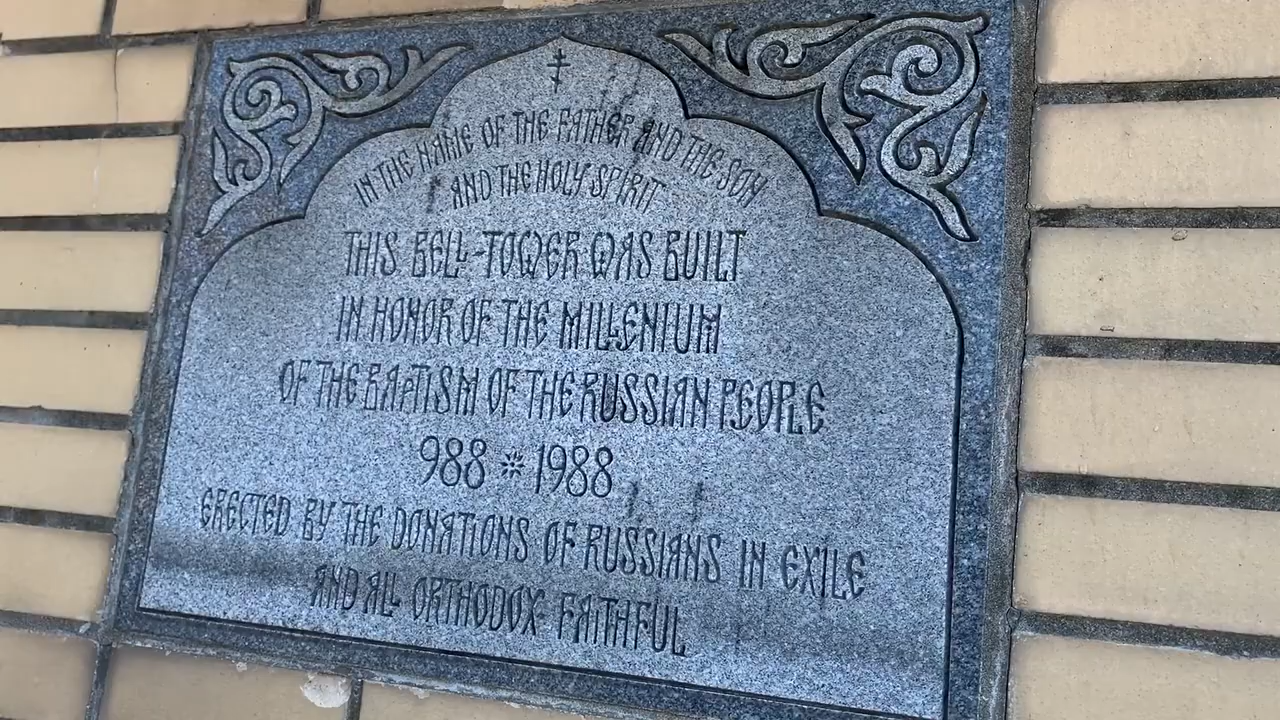 IN THE NAME OF THE FATHER AND THE SON
AND THE HOLY SPIRIT
THIS BELL-TOWER WAS BUILT
IN HONOR OF THE MILLENIUM
OF THE BAPTISM OF THE RUSSIAN PEOPLE
988 * 1988
ERECTED BY THE DONATIONS OF RUSSIANS IN EXILE
AND ALL ORTHODOX FAITHFUL